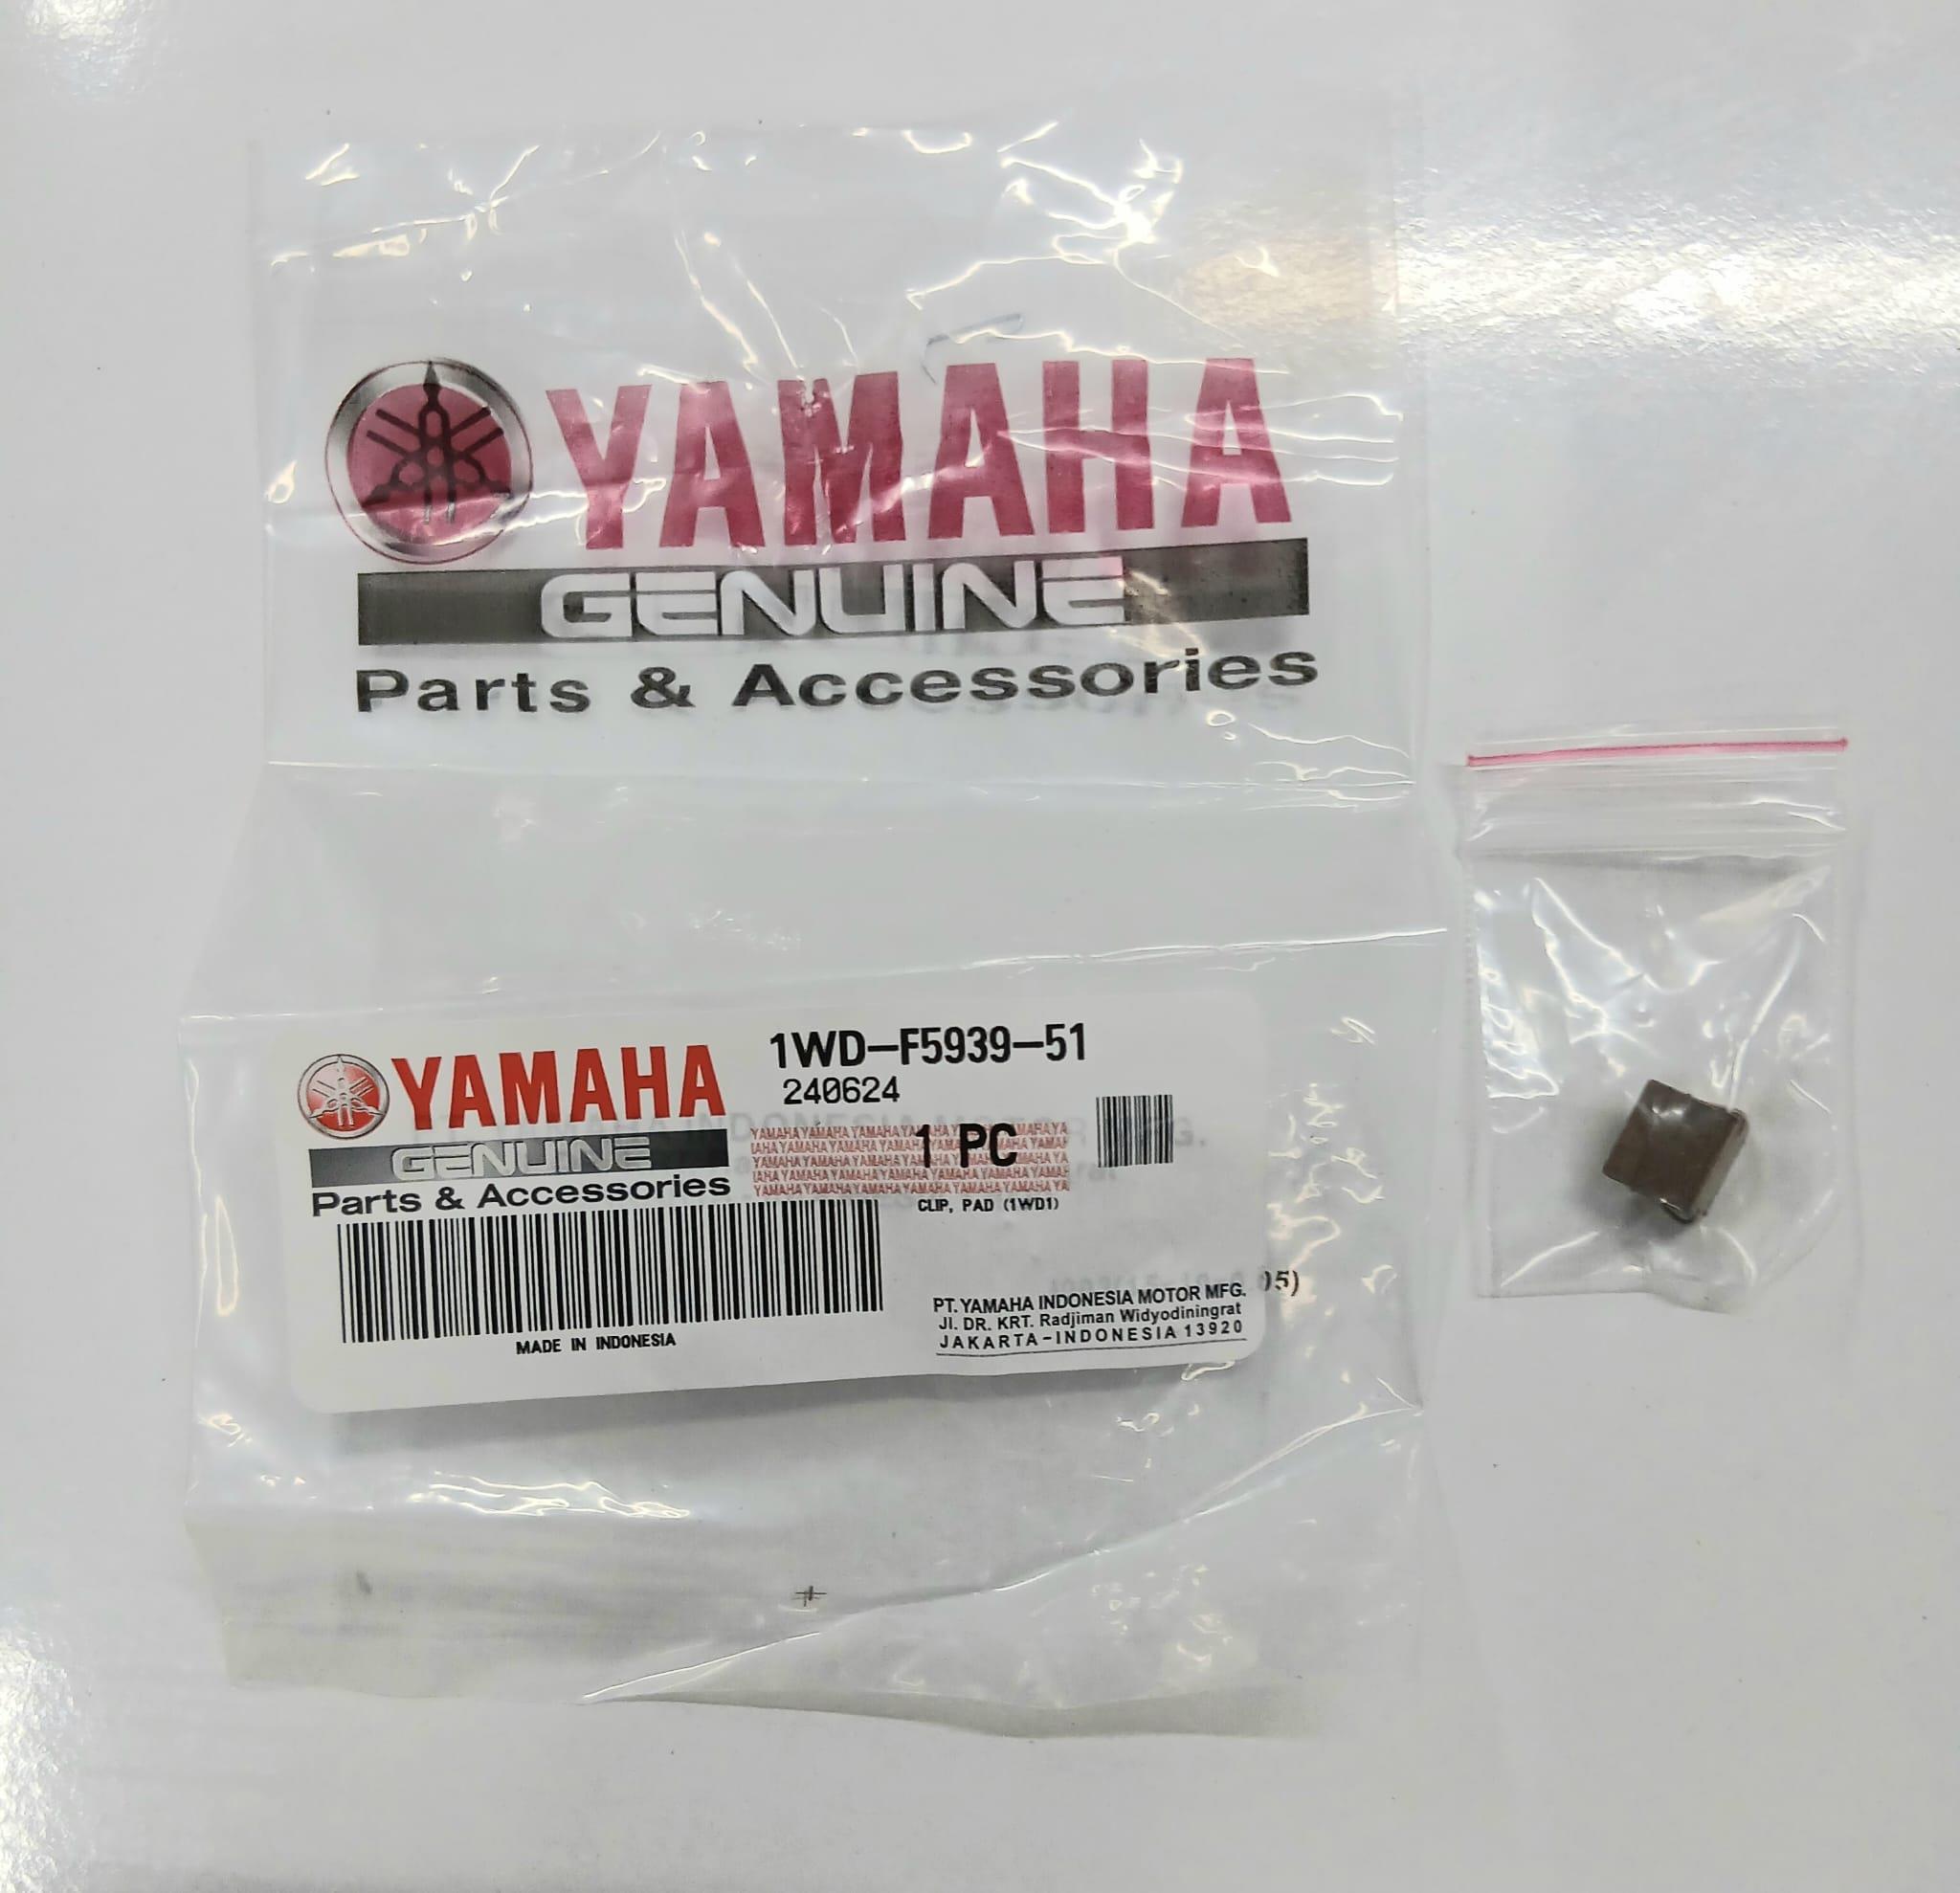 YAMAHA
GENUINE
Parts & Accessories
YAMAHA
GENUINE
Parts & Accessories
1WD-F5939-51
240624
1 PC
CLIP, PAD (1WD1)
MADE IN INDONESIA
PT. YAMAHA INDONESIA MOTOR MFG.
Jl. DR. KRT. Radjiman Widyodiningrat
JAKARTA-INDONESIA 13920
05)